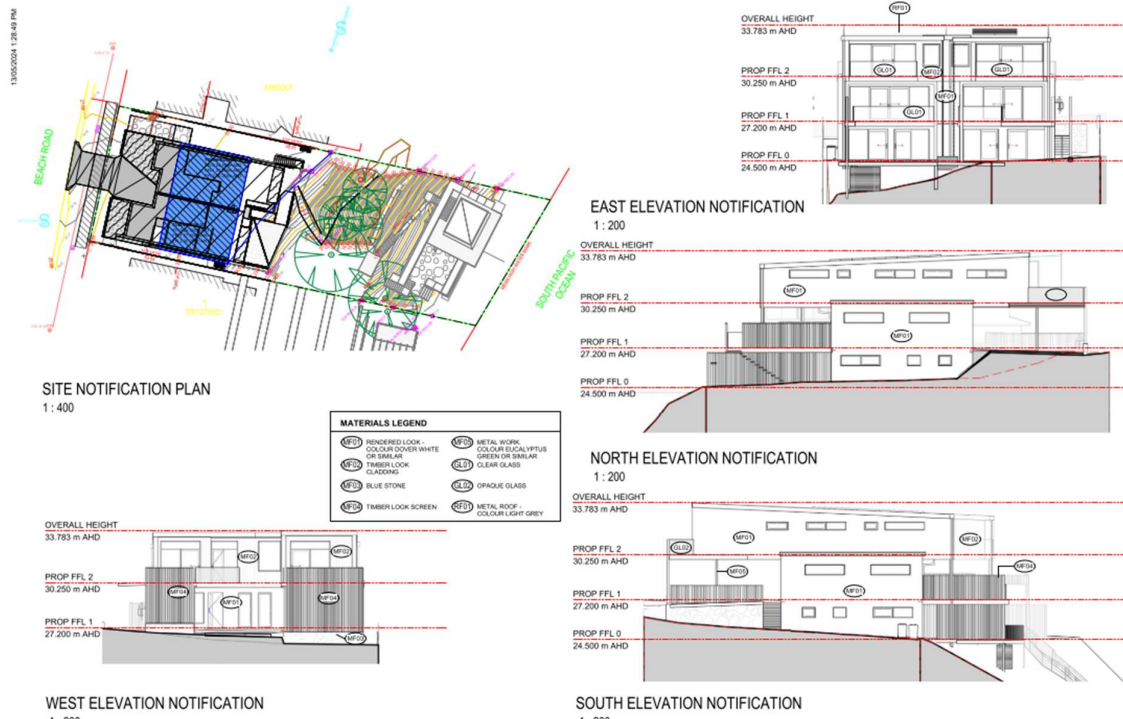 13/05/2024 1:28:49 PM
BEACH ROAD
SOUTH PACIFIC
OCEAN
SITE NOTIFICATION PLAN
1 : 400
MATERIALS LEGEND
MF01 RENDERED LOOK -
COLOUR DOVER WHITE
OR SIMILAR
MF02 TIMBER LOOK
CLADDING
MF03 BLUE STONE
MF04 TIMBER LOOK SCREEN
MF05 METAL WORK.
COLOUR EUCALYPTUS
GREEN OR SIMILAR
GL01 CLEAR GLASS
GL02 OPAQUE GLASS
RF01 METAL ROOF -
COLOUR LIGHT GREY
RF01
OVERALL HEIGHT
33.783 m AHD
GL01
MF02
GL01
PROP FFL 2
30.250 m AHD
MF01
GL01
PROP FFL 1
27.200 m AHD
PROP FFL 0
24.500 m AHD
EAST ELEVATION NOTIFICATION
1 : 200
OVERALL HEIGHT
33.783 m AHD
MF01
PROP FFL 2
30.250 m AHD
MF01
PROP FFL 1
27.200 m AHD
PROP FFL 0
24.500 m AHD
NORTH ELEVATION NOTIFICATION
1 : 200
OVERALL HEIGHT
33.783 m AHD
MF02
MF02
PROP FFL 2
30.250 m AHD
MF04
MF01
MF04
PROP FFL 1
27.200 m AHD
MF03
WEST ELEVATION NOTIFICATION
OVERALL HEIGHT
33.783 m AHD
MF01
MF02
GL02
PROP FFL 2
30.250 m AHD
MF04
MF05
MF01
PROP FFL 1
27.200 m AHD
PROP FFL 0
24.500 m AHD
SOUTH ELEVATION NOTIFICATION